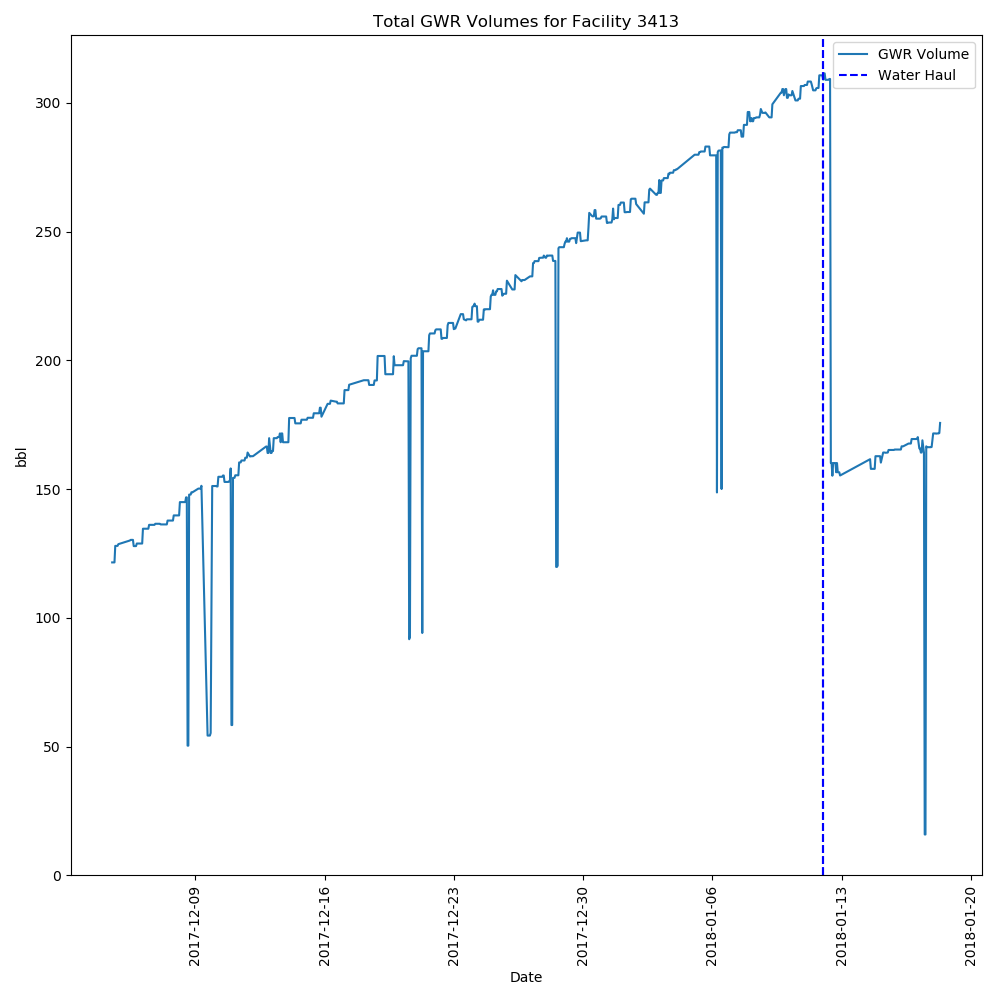 Total GWR Volumes for Facility 3413
GWR Volume
Water Haul
bbl
300
250
200
150
100
50
0
2017-12-09
2017-12-16
2017-12-23
2017-12-30
2018-01-06
2018-01-13
2018-01-20
Date